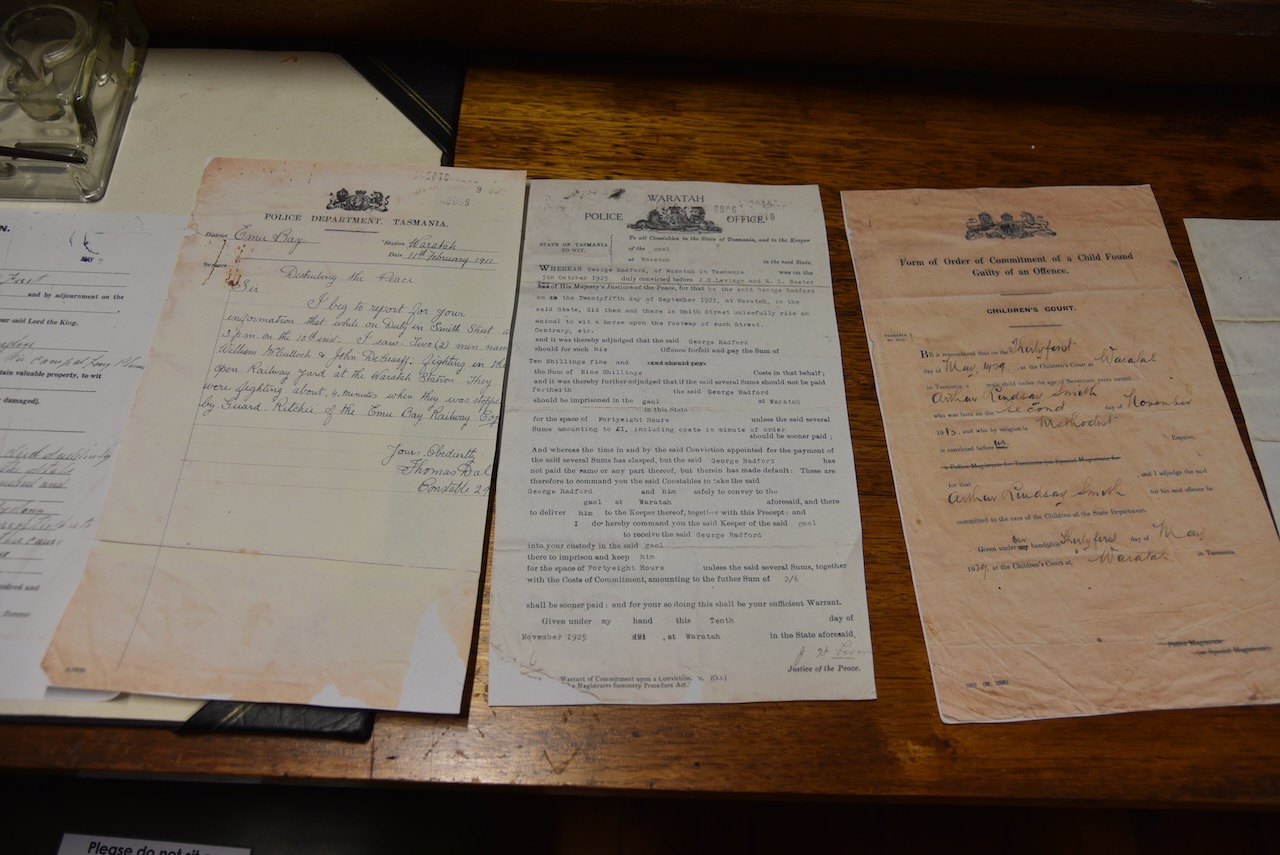 N.
and by adjournment on the
our said Lord the King.
tain valuable property, to wit
damaged].
POLICE DEPARTMENT, TASMANIA.
District Emu Bay Station Waratah
Date 11th February 1911
Disturbing the Peace
Sir
I beg to report for your
information that while on Duty in Smith Street a
3 pm on the 10th inst. I saw Two (2) men nam
William McCulloch & John DeGraeff, fighting in the
open Railway yard at the Waratah Station They
were fighting about 4 minutes when they was stopped
by Guard Ritchie of the Emu Bay Railway Coy
Your Obedient
Thomas
Constable
WARATAH
POLICE OFFICE.
STATE OF TASMANIA
TO WIT.
To all Constables in the State of Tasmania, and to the Keeper
of the gaol
at Waratah in the said State.
WHEREAS George Radford, of Waratah in Tasmania was on the
5th October 1925 duly convicted before J.H.Levings and R. S. Baxter
of His Majesty's Justices of the Peace, for that he the said George Radford
on the Twentyfifth day of September 1925, at Waratah, in the
said State, did then and there in Smith Street unlawfully ride an
animal to wit a horse upon the footway of such Street.
Contrary, etc.
and it was thereby adjudged that the said George Radford
should for such his Offence forfeit and pay the Sum of
Ten Shillings Fine and
the Sum of Nine Shillings Costs in that behalf;
and it was thereby further adjudged that if the said several Sums should not be paid
forthwith the said George Radford
should be imprisoned in the gaol at Waratah
in this State
for the space of Fortyeight Hours unless the said several
Sums amounting to £1, including costs in minute of order
should be sooner paid;
And whereas the time in and by the said Conviction appointed for the payment of
the said several Sums has elapsed, but the said George Radford has
not paid the same or any part thereof, but therein has made default: These are
therefore to command you the said Constables to take the said
George Radford and him safely to convey to the
gaol at Waratah aforesaid, and there
to deliver him to the Keeper thereof, together with this Precept: and
I do hereby command you the said Keeper of the said gaol
to receive the said George Radford
into your custody in the said gaol
there to imprison and keep him
for the space of Fortyeight Hours unless the said several Sums, together
with the Costs of Commitment, amounting to the futher Sum of 2/6
shall be sooner paid: and for your so doing this shall be your sufficient Warrant.
Given under my hand this Tenth day of
November 1925 , at Waratah in the State aforesaid.
Justice of the Peace.
Warrant of Commitment upon a Conviction,
The Magistrates Summary Procedure Act.
Form of Order of Commitment of a Child Found
Guilty of an Offence.
CHILDREN'S COURT.
TASMANIA
TO WIT.
BE it remembered that on the Thirtyfirst
day of May 1929, at the Children's Court at Waratah
in Tasmania a male child under the age of Seventeen years named
Arthur Lindsay Smith
who was born on the second day of November
1915, and who by religion is Methodist
is convicted before Esquire,
a Police Magistrate for Tasmania (or Special Magistrate for
for that and I adjudge the said
Arthur Lindsay Smith for his said offence be
committed to the care of the Children of the State Department.
Given under our hand this Thirtyfirst day of May
1929 at the Children's Court at Waratah in Tasmania
Police Magistrate
(or Special Magistrate
Please do not sit